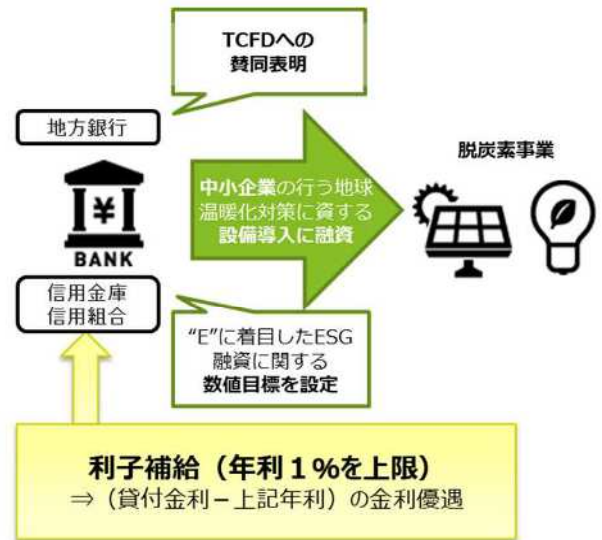 TCFDへの
賛同表明
地方銀行
¥
BANK
信用金庫
信用組合
中小企業の行う地球
温暖化対策に資する
設備導入に融資
脱炭素事業
“E”に着目したESG
融資に関する
数値目標を設定
利子補給（年利１%を上限）
⇒（貸付金利－上記年利）の金利優遇